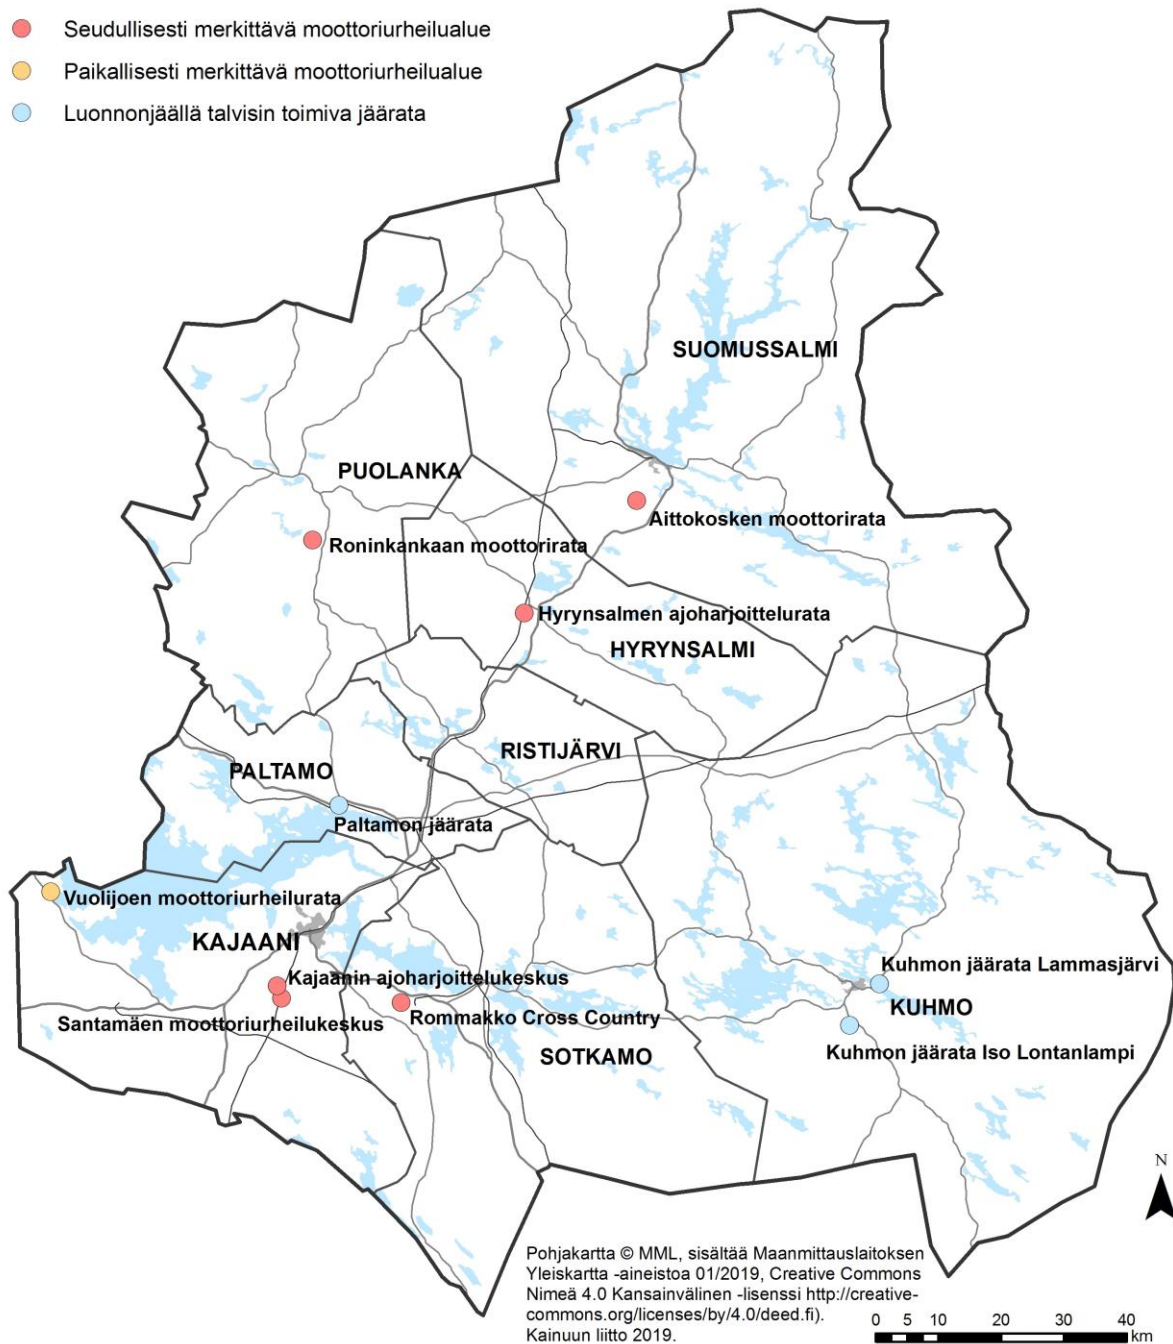 Seudullisesti merkittävä moottoriurheilualue
Paikallisesti merkittävä moottoriurheilualue
Luonnonjäällä talvisin toimiva jäärata
SUOMUSSALMI
PUOLANKA
Aittokosken moottorirata
Roninkankaan moottorirata
Hyrynsalmen ajoharjoittelurata
HYRYNSALMI
RISTIJÄRVI
PALTAMO
Paltamon jäärata
Vuolijoen moottoriurheilurata
KAJAANI
Kajaanin ajoharjoittelukeskus
Kuhmon jäärata Lammasjärvi
KUHMO
Santamäen moottoriurheilukeskus
Rommakko Cross Country
SOTKAMO
Kuhmon jäärata Iso Lontanlampi
N
Pohjakartta © MML, sisältää Maanmittauslaitoksen
Yleiskartta -aineistoa 01/2019, Creative Commons
Nimeä 4.0 Kansainvälinen -lisenssi http://creative-
commons.org/licenses/by/4.0/deed.fi).
Kainuun liitto 2019.
0 5 10 20 30 40
km